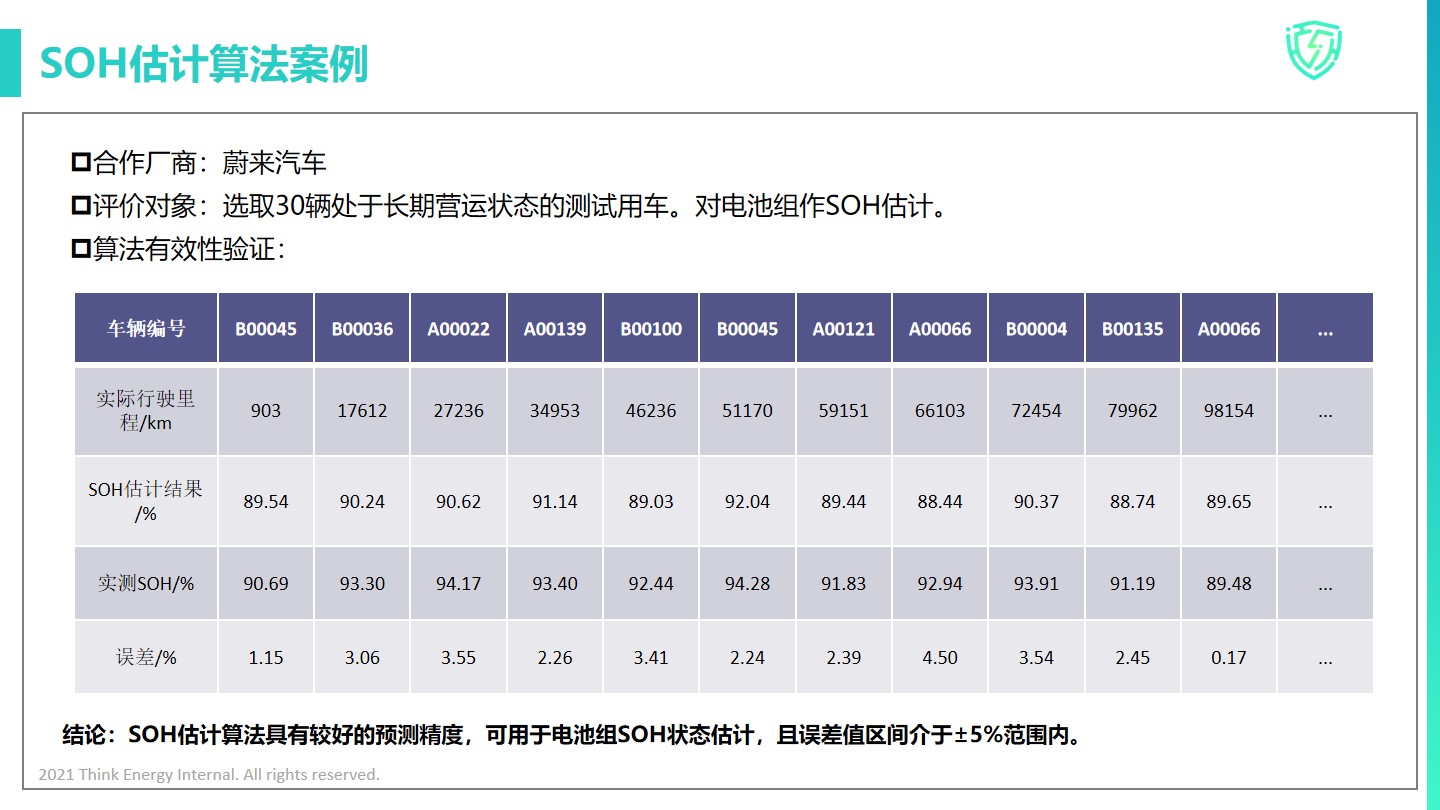 SOH估计算法案例
合作厂商：蔚来汽车
评价对象：选取30辆处于长期营运状态的测试用车。对电池组作SOH估计。
算法有效性验证：
车辆编号 B00045 B00036 A00022 A00139 B00100 B00045 A00121 A00066 B00004 B00135 A00066 ...
实际行驶里
程/km 903 17612 27236 34953 46236 51170 59151 66103 72454 79962 98154 ...
SOH估计结果
/% 89.54 90.24 90.62 91.14 89.03 92.04 89.44 88.44 90.37 88.74 89.65 ...
实测SOH/% 90.69 93.30 94.17 93.40 92.44 94.28 91.83 92.94 93.91 91.19 89.48 ...
误差/% 1.15 3.06 3.55 2.26 3.41 2.24 2.39 4.50 3.54 2.45 0.17 ...
结论：SOH估计算法具有较好的预测精度，可用于电池组SOH状态估计，且误差值区间介于±5%范围内。
2021 Think Energy Internal. All rights reserved.